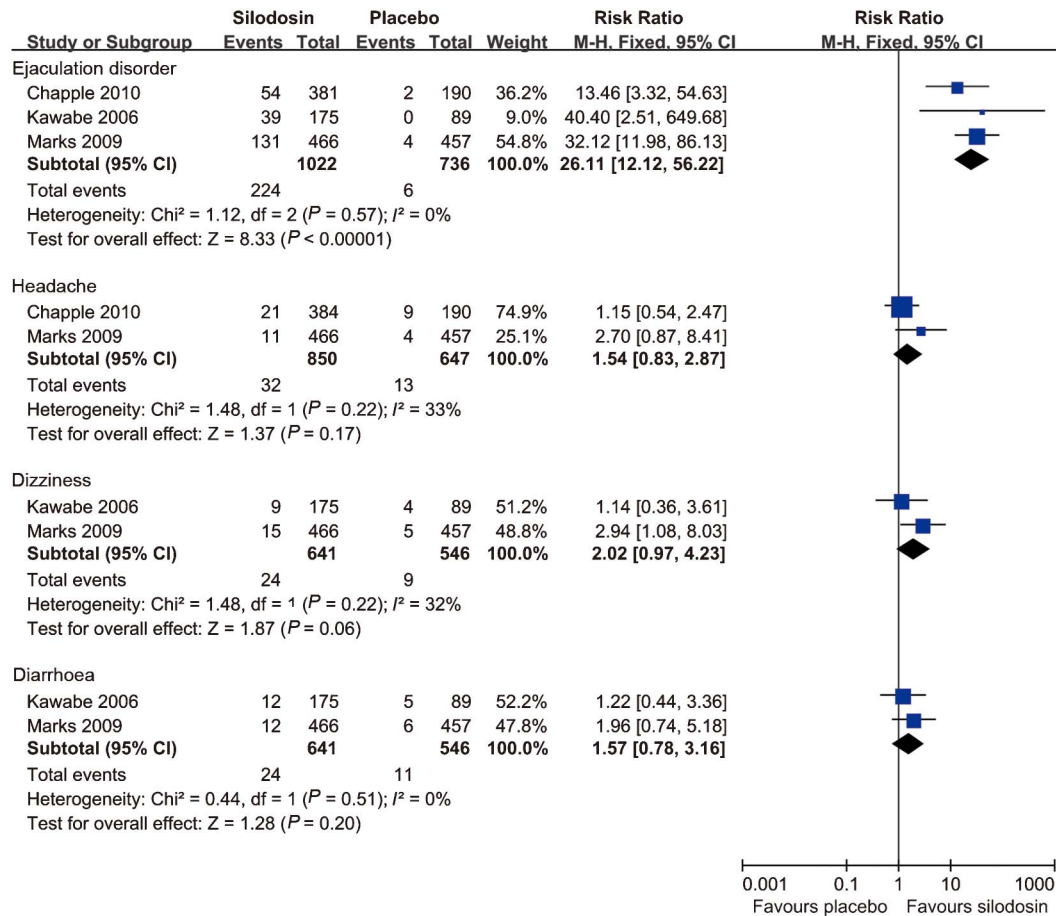 Silodosin Placebo Risk Ratio Risk Ratio
Study or Subgroup Events Total Events Total Weight M-H, Fixed, 95% CI M-H, Fixed, 95% CI
Ejaculation disorder
Chapple 2010 54 381 2 190 36.2% 13.46 [3.32, 54.63]
Kawabe 2006 39 175 0 89 9.0% 40.40 [2.51, 649.68]
Marks 2009 131 466 4 457 54.8% 32.12 [11.98, 86.13]
Subtotal (95% CI) 1022 736 100.0% 26.11 [12.12, 56.22]
Total events 224 6
Heterogeneity: Chi² = 1.12, df = 2 (P = 0.57); I² = 0%
Test for overall effect: Z = 8.33 (P < 0.00001)
Headache
Chapple 2010 21 384 9 190 74.9% 1.15 [0.54, 2.47]
Marks 2009 11 466 4 457 25.1% 2.70 [0.87, 8.41]
Subtotal (95% CI) 850 647 100.0% 1.54 [0.83, 2.87]
Total events 32 13
Heterogeneity: Chi² = 1.48, df = 1 (P = 0.22); I² = 33%
Test for overall effect: Z = 1.37 (P = 0.17)
Dizziness
Kawabe 2006 9 175 4 89 51.2% 1.14 [0.36, 3.61]
Marks 2009 15 466 5 457 48.8% 2.94 [1.08, 8.03]
Subtotal (95% CI) 641 546 100.0% 2.02 [0.97, 4.23]
Total events 24 9
Heterogeneity: Chi² = 1.48, df = 1 (P = 0.22); I² = 32%
Test for overall effect: Z = 1.87 (P = 0.06)
Diarrhoea
Kawabe 2006 12 175 5 89 52.2% 1.22 [0.44, 3.36]
Marks 2009 12 466 6 457 47.8% 1.96 [0.74, 5.18]
Subtotal (95% CI) 641 546 100.0% 1.57 [0.78, 3.16]
Total events 24 11
Heterogeneity: Chi² = 0.44, df = 1 (P = 0.51); I² = 0%
Test for overall effect: Z = 1.28 (P = 0.20)
0.001 0.1 1 10 1000
Favours placebo Favours silodosin